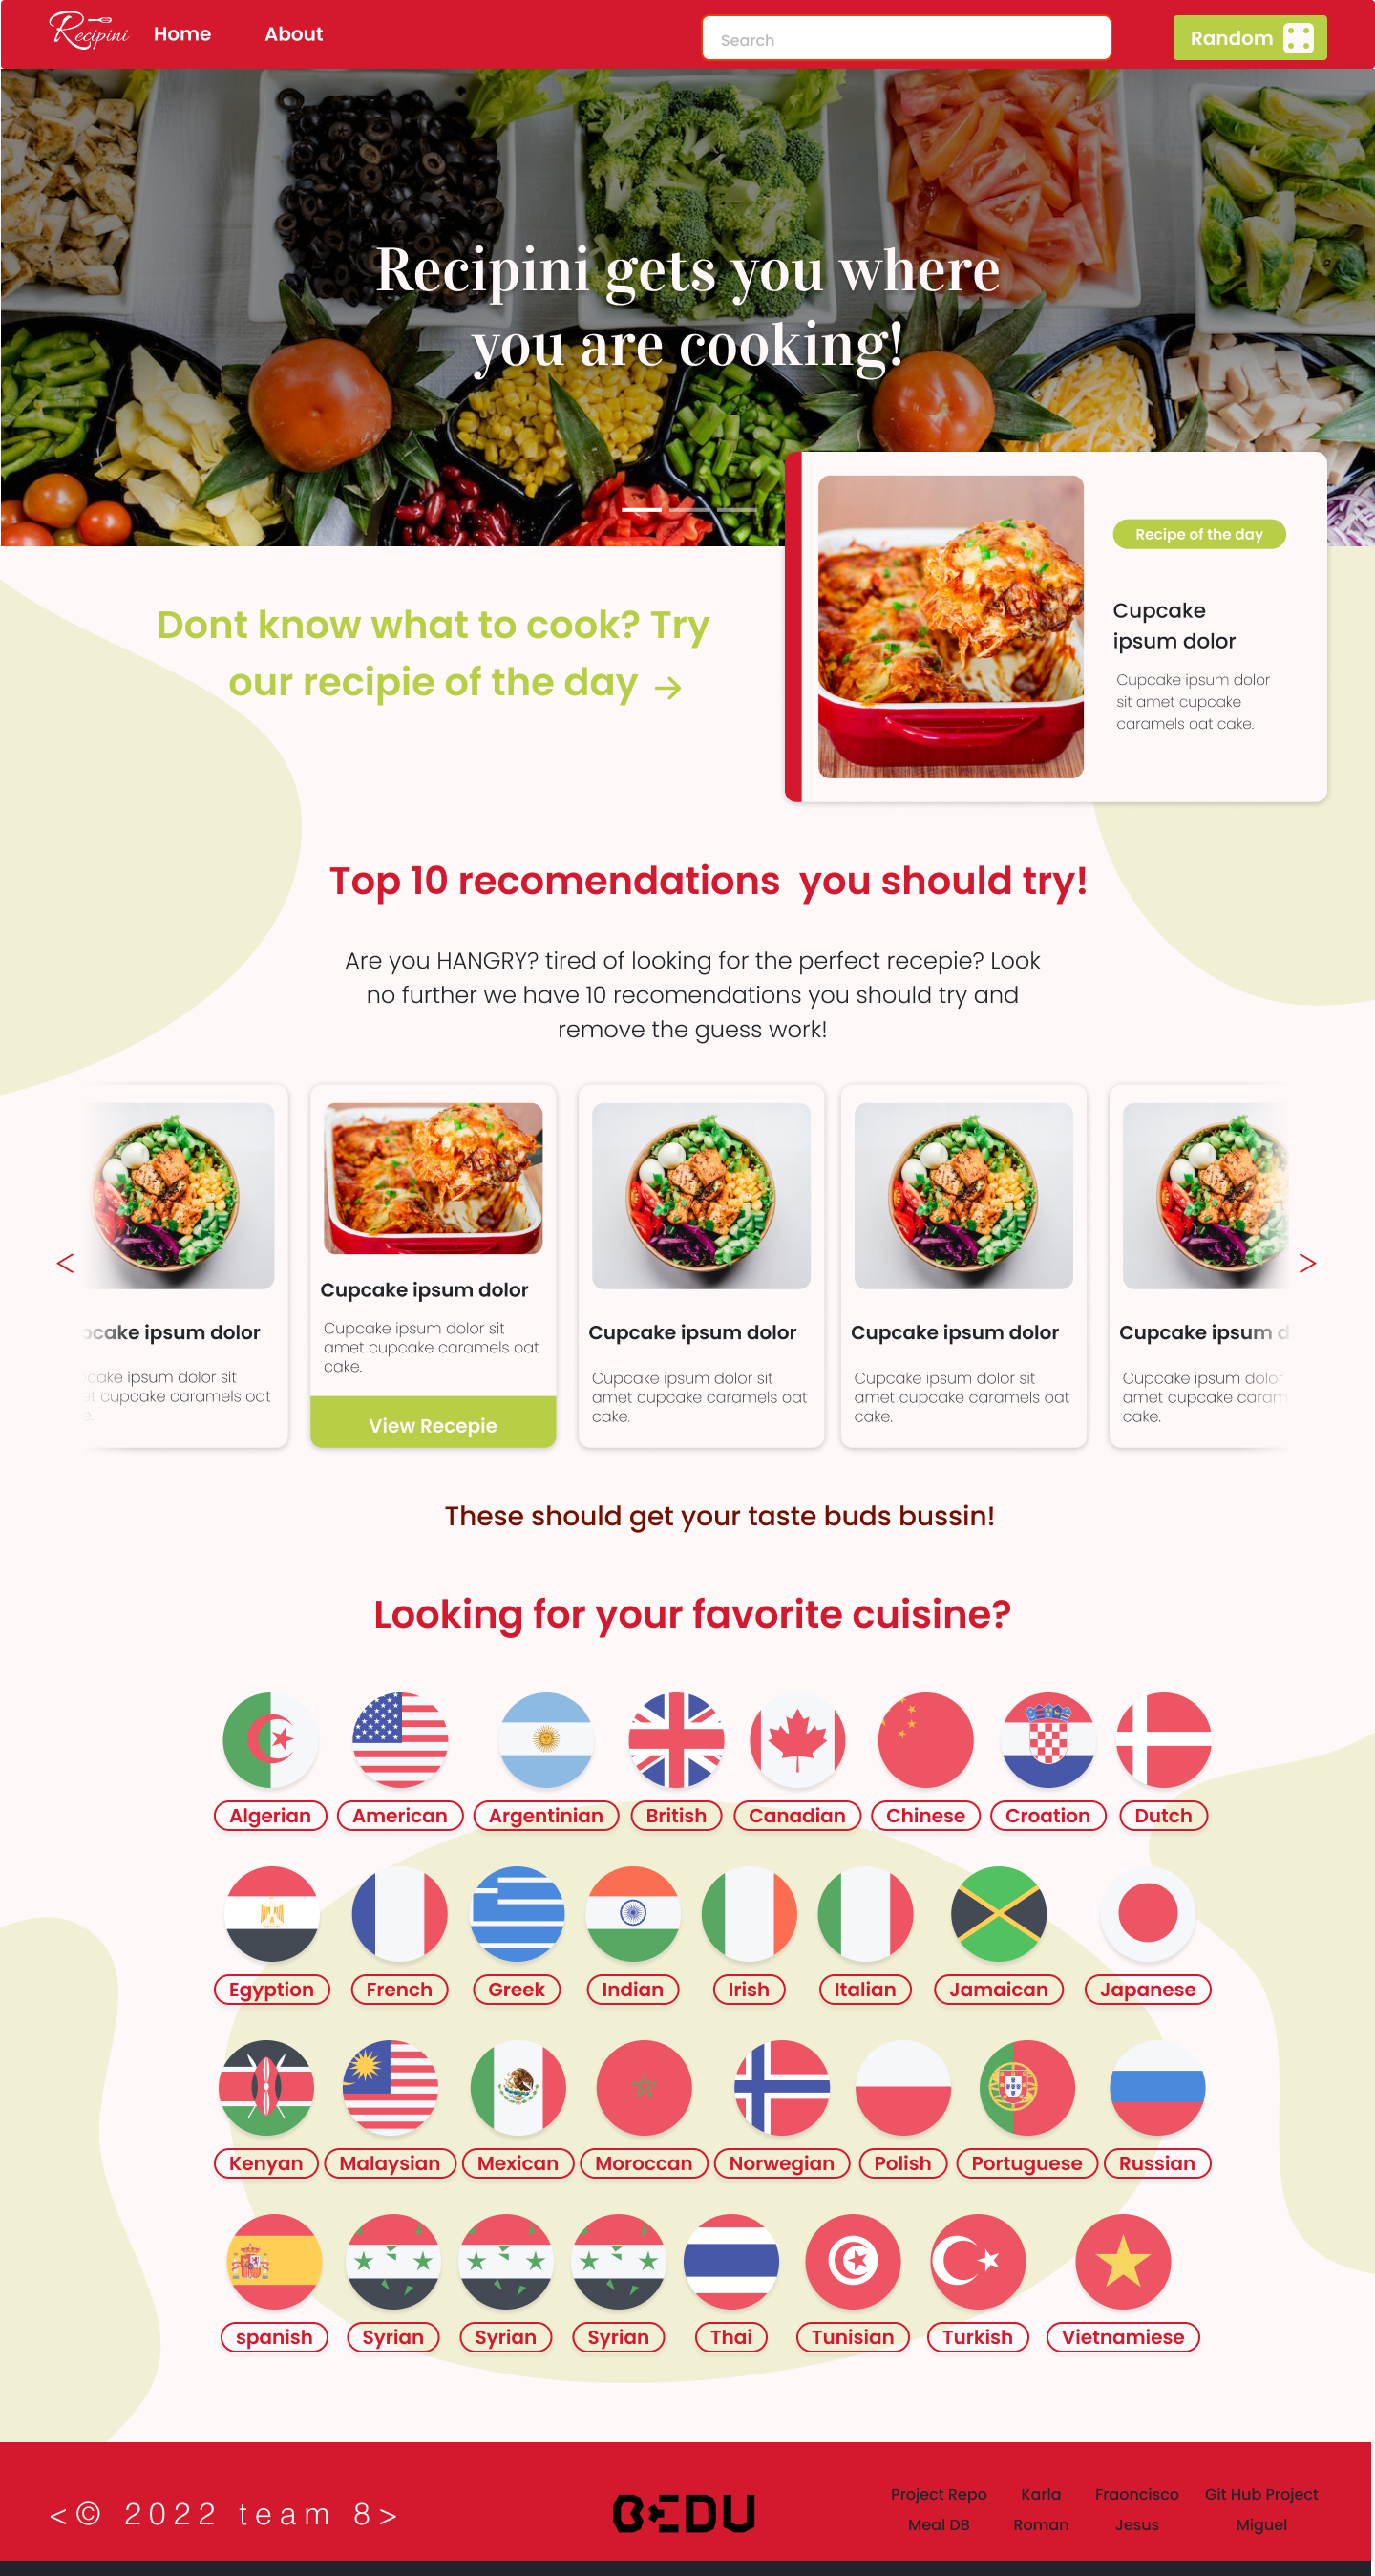 Recipini Home About Search Random
Recipini gets you where
you are cooking!
Recipe of the day
Cupcake
ipsum dolor
Cupcake ipsum dolor
sit amet cupcake
caramels oat cake.
Dont know what to cook? Try
our recipie of the day →
Top 10 recomendations you should try!
Are you HANGRY? tired of looking for the perfect recepie? Look
no further we have 10 recomendations you should try and
remove the guess work!
<
pcake ipsum dolor
cake ipsum dolor sit
et cupcake caramels oat
e.
Cupcake ipsum dolor
Cupcake ipsum dolor sit
amet cupcake caramels oat
cake.
View Recepie
Cupcake ipsum dolor
Cupcake ipsum dolor sit
amet cupcake caramels oat
cake.
Cupcake ipsum dolor
Cupcake ipsum dolor sit
amet cupcake caramels oat
cake.
Cupcake ipsum d
Cupcake ipsum dolor
amet cupcake caram
cake.
>
These should get your taste buds bussin!
Looking for your favorite cuisine?
Algerian American Argentinian British Canadian Chinese Croation Dutch
Egyption French Greek Indian Irish Italian Jamaican Japanese
Kenyan Malaysian Mexican Moroccan Norwegian Polish Portuguese Russian
spanish Syrian Syrian Syrian Thai Tunisian Turkish Vietnamiese
<© 2022 team 8>
BEDU
Project Repo Karla Fraoncisco Git Hub Project
Meal DB Roman Jesus Miguel